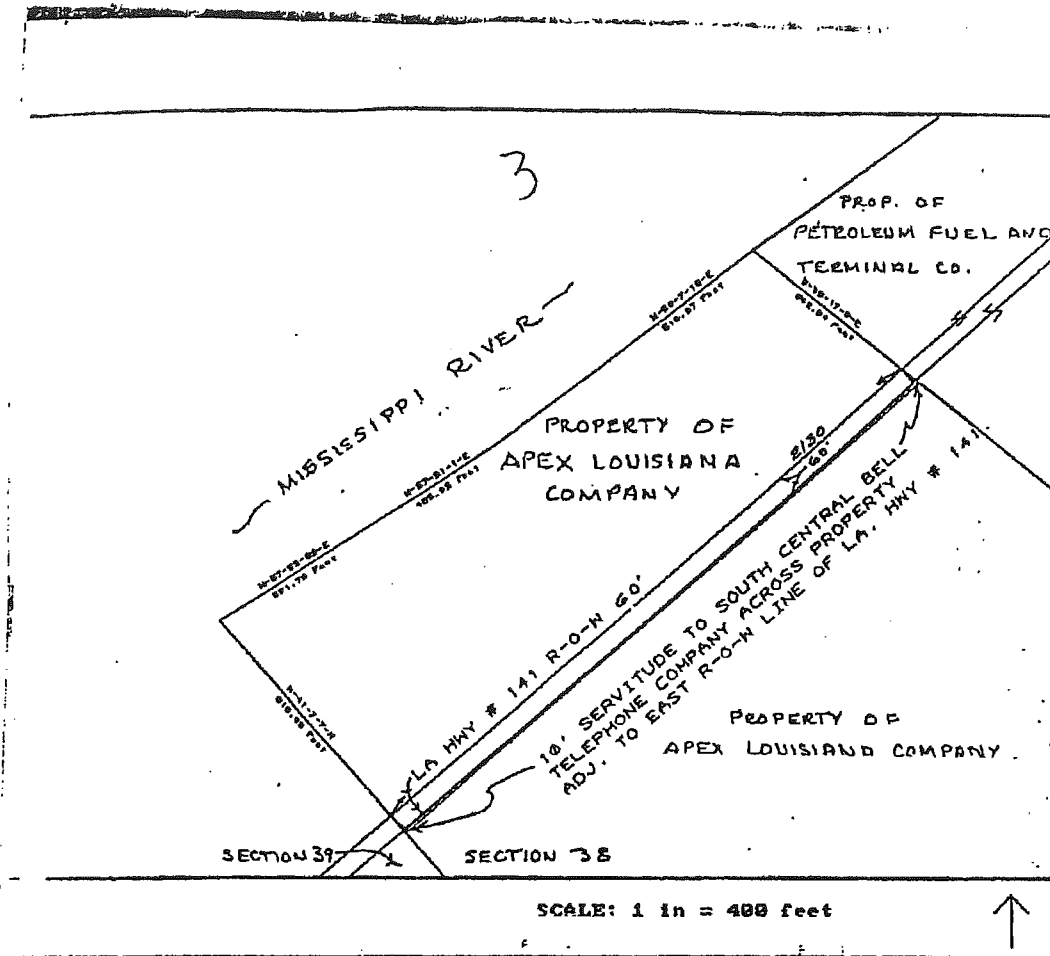 3
PROP. OF
PETROLEUM FUEL AND
TERMINAL CO.
MISSISSIPPI RIVER
PROPERTY OF
APEX LOUISIANA
COMPANY
2130
60'
LA HWY # 141 R-O-W 60'
10' SERVITUDE TO SOUTH CENTRAL BELL
TELEPHONE COMPANY ACROSS PROPERTY
ADJ. TO EAST R-O-W LINE OF LA. HWY # 141
PROPERTY OF
APEX LOUISIANA COMPANY
SECTION 39
SECTION 38
SCALE: 1 in = 400 feet